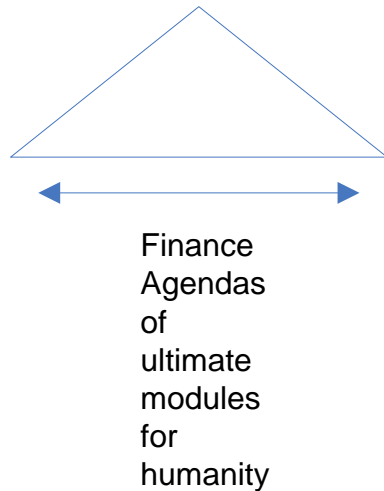 Finance
Agendas
of
ultimate
modules
for
humanity